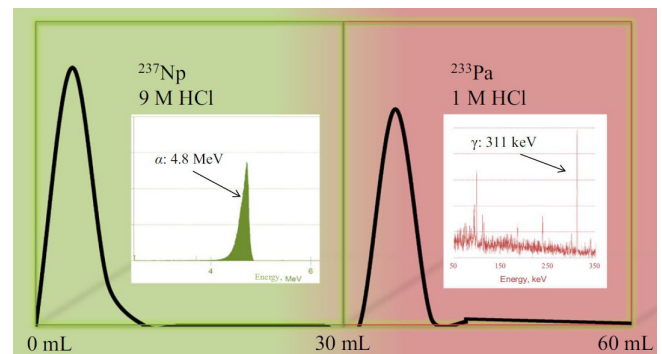 ²³⁷Np
9 M HCl
α: 4.8 MeV
4
6
Energy, MeV
²³³Pa
1 M HCl
γ: 311 keV
50
150
250
350
Energy, keV
0 mL
30 mL
60 mL